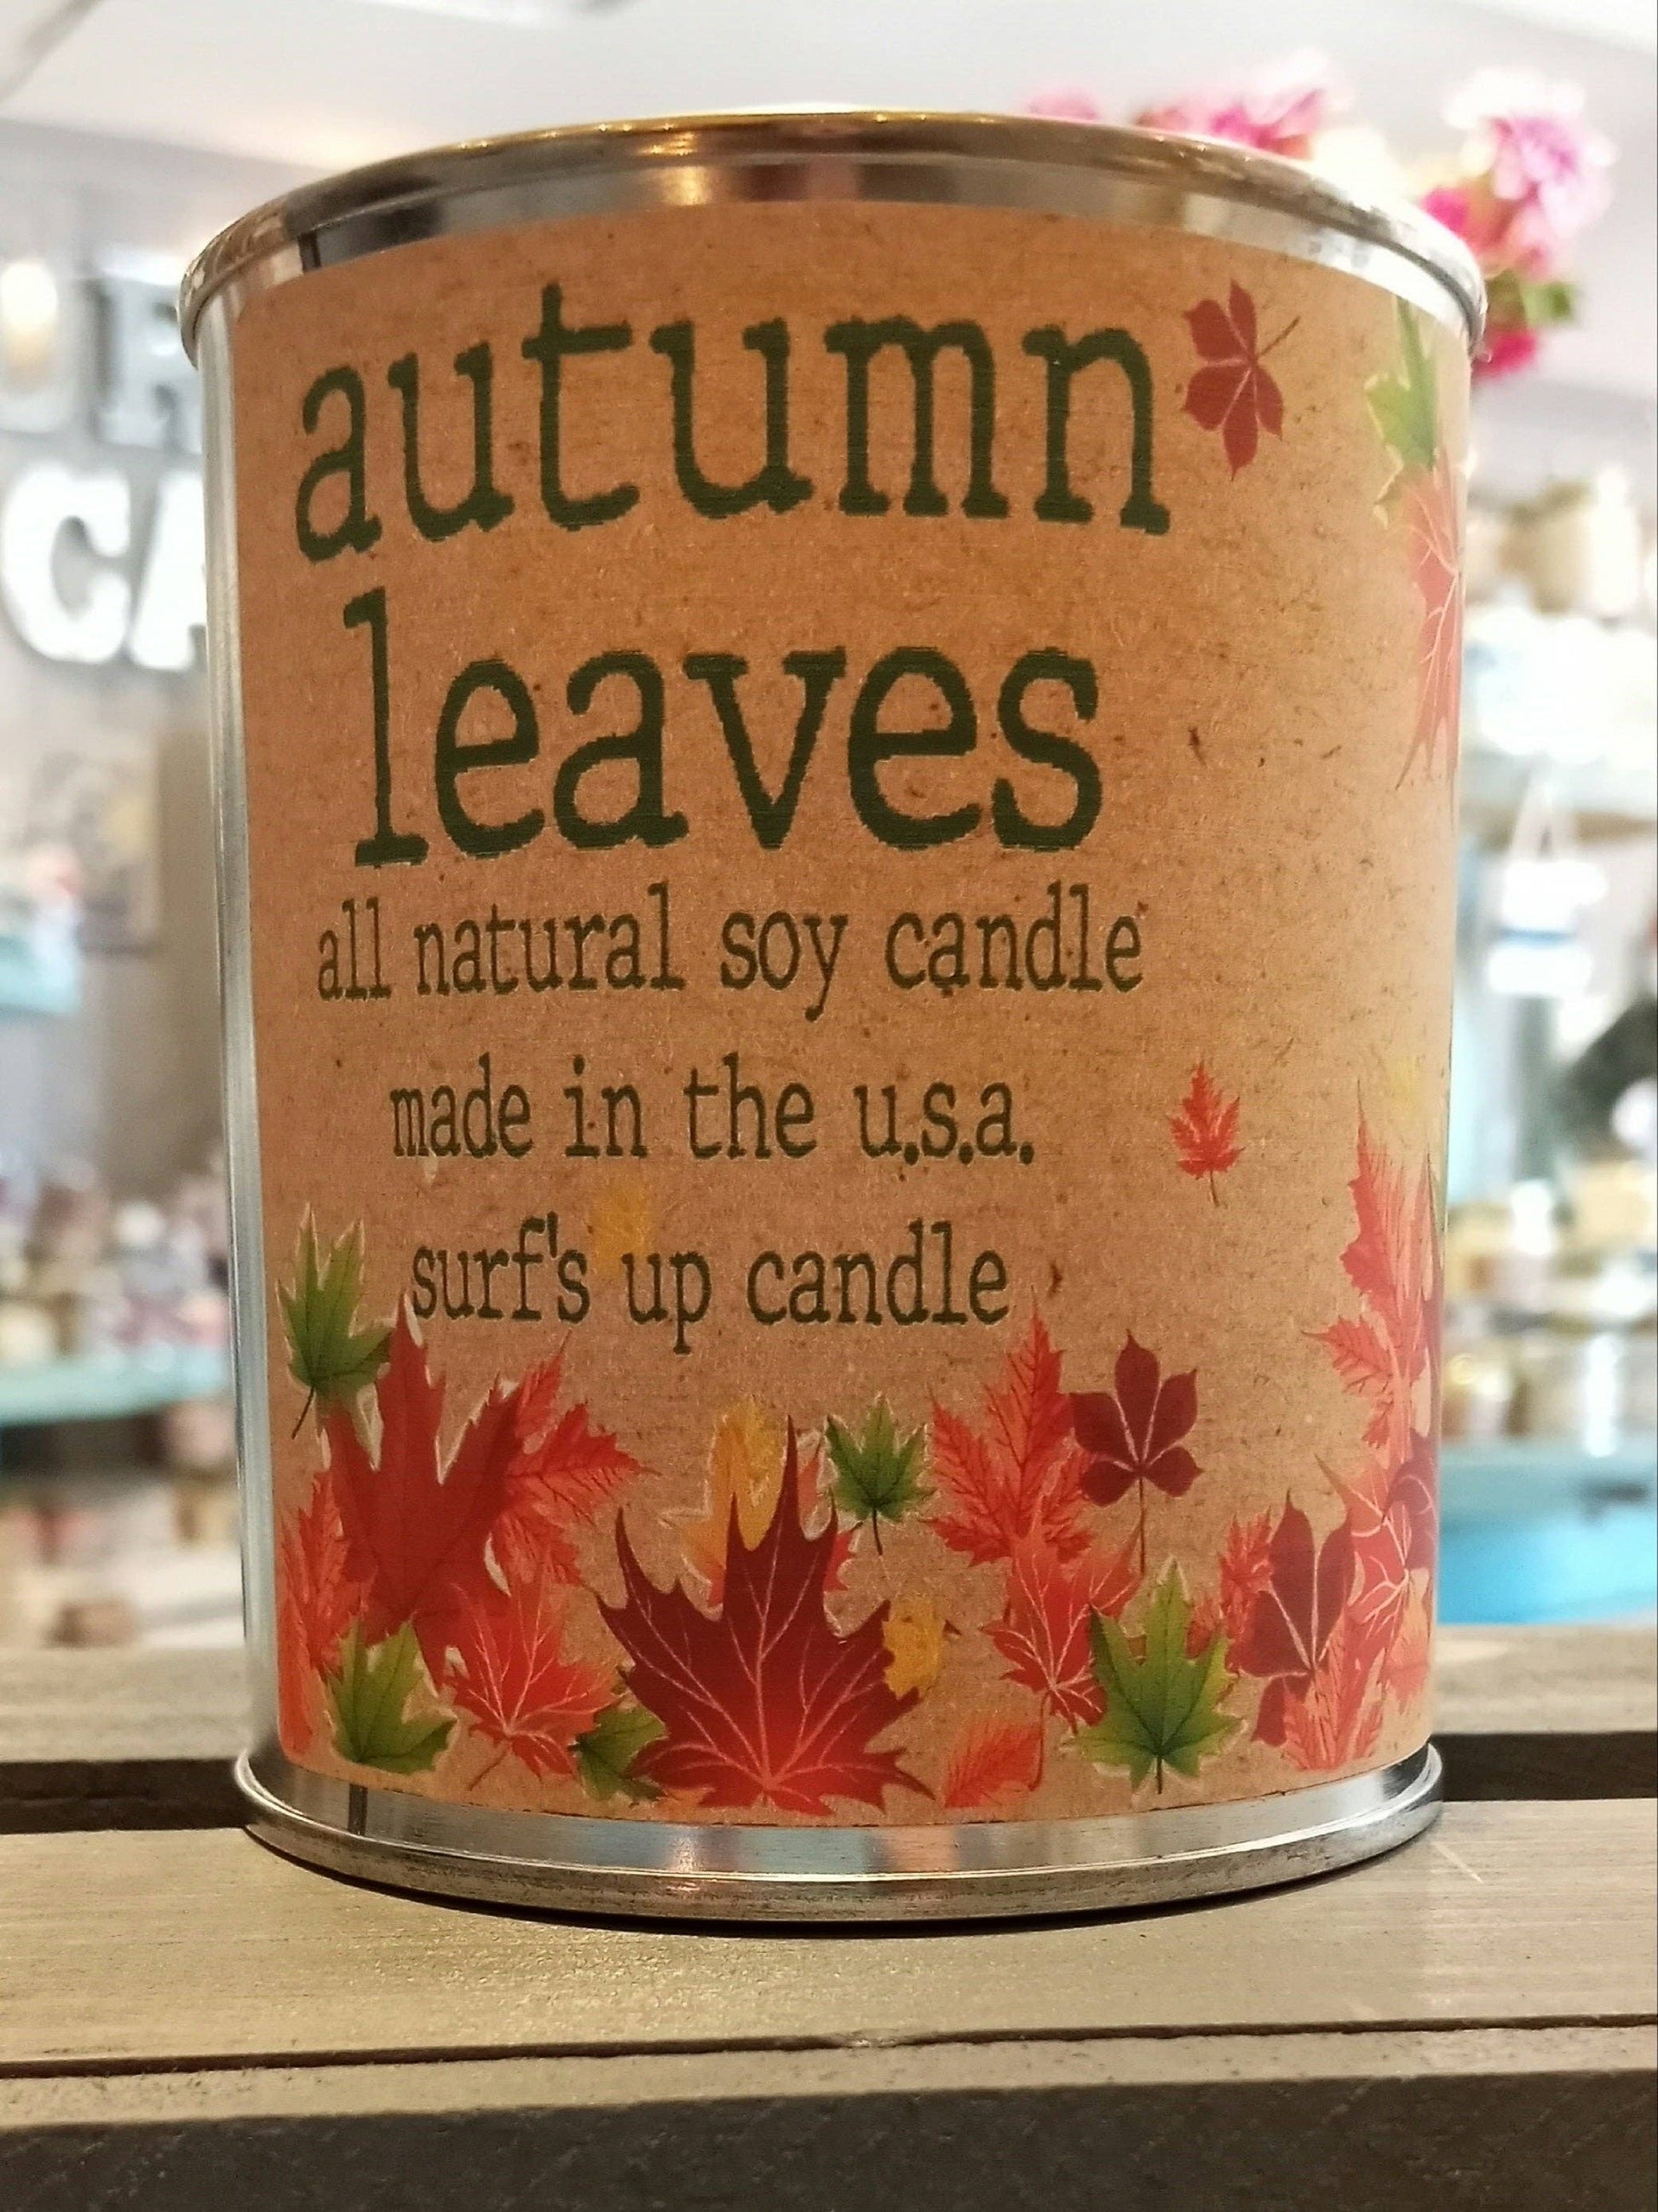 autumn
leaves
all natural soy candle
made in the u.s.a.
surf's up candle